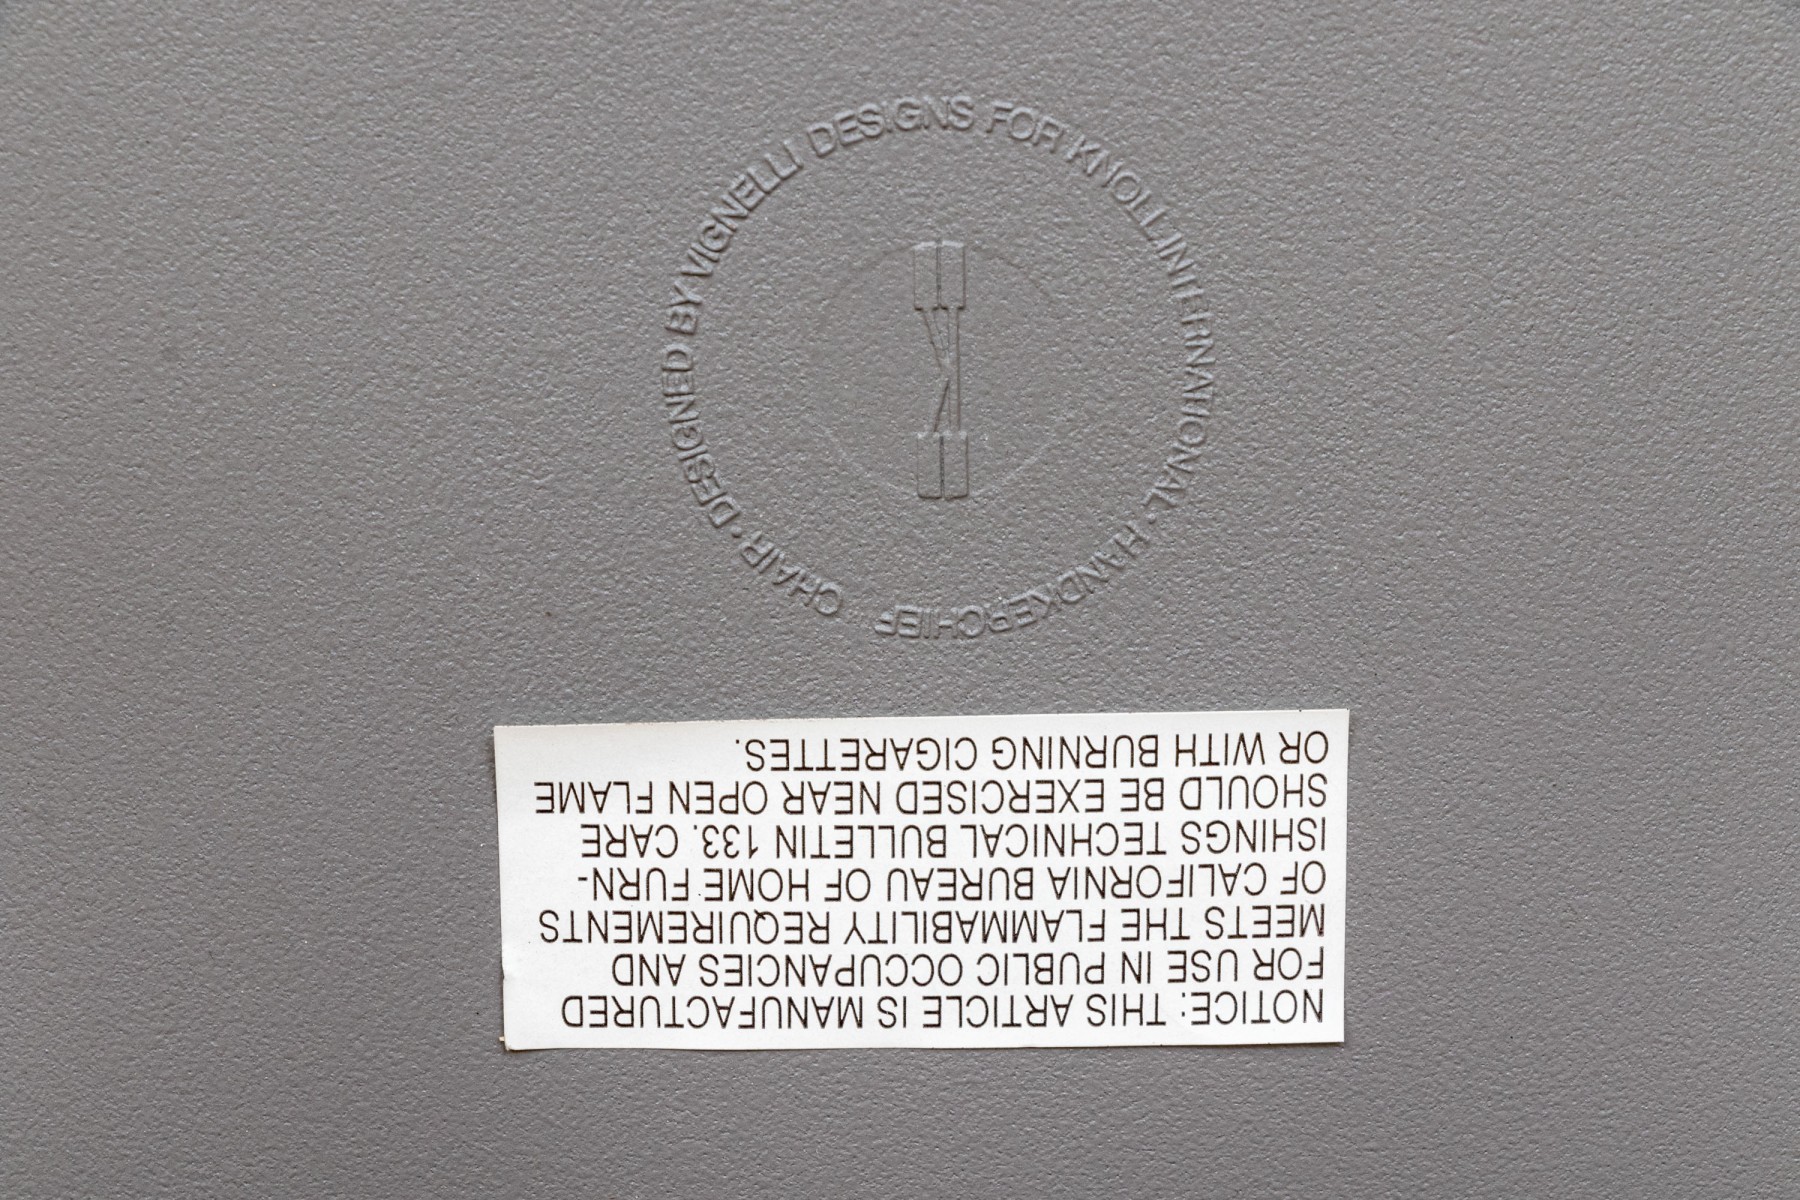 HANDKERCHIEF CHAIR · DESIGNED BY VIGNELLI DESIGNS FOR KNOLL INTERNATIONAL ·
NOTICE: THIS ARTICLE IS MANUFACTURED
FOR USE IN PUBLIC OCCUPANCIES AND
MEETS THE FLAMMABILITY REQUIREMENTS
OF CALIFORNIA BUREAU OF HOME FURN-
ISHINGS TECHNICAL BULLETIN 133. CARE
SHOULD BE EXERCISED NEAR OPEN FLAME
OR WITH BURNING CIGARETTES.